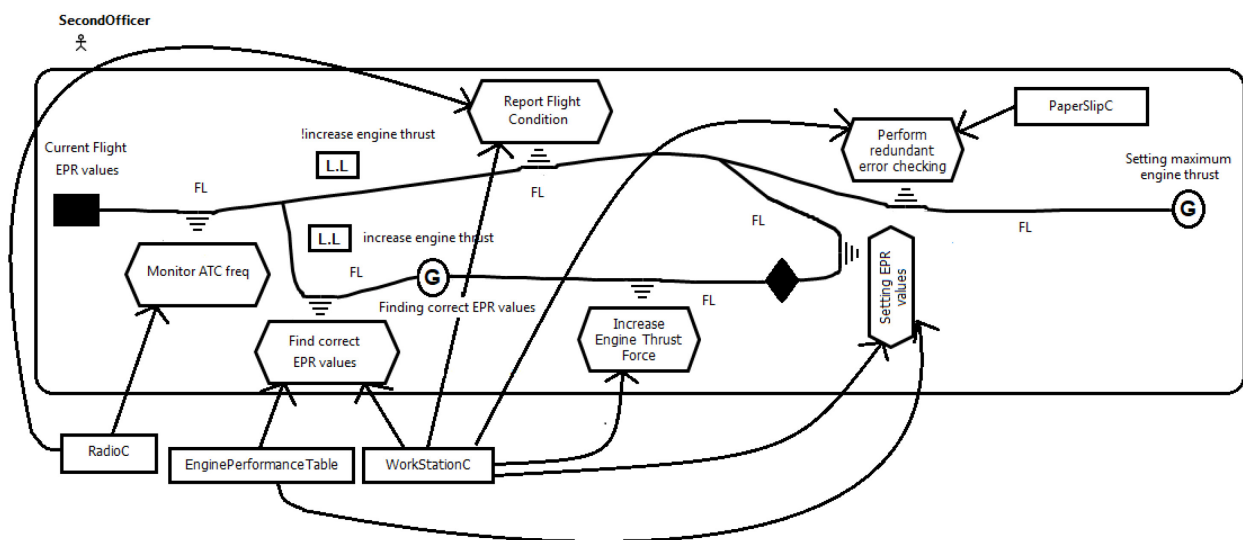 SecondOfficer
Report Flight
Condition
PaperSlipC
!increase engine thrust
L.L
Perform
redundant
error checking
Current Flight
EPR values
Setting maximum
engine thrust
FL
FL
G
FL
L.L
increase engine thrust
FL
Monitor ATC freq
FL
G
Setting EPR
values
Finding correct EPR values
FL
Find correct
EPR values
Increase
Engine Thrust
Force
RadioC
EnginePerformanceTable
WorkStationC